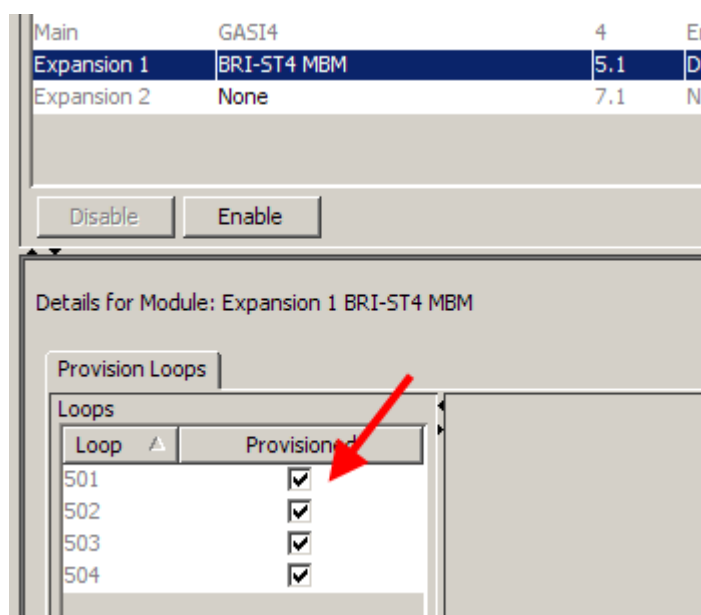 Main GASI4 4 E
Expansion 1 BRI-ST4 MBM 5.1 D
Expansion 2 None 7.1 N
Disable Enable
Details for Module: Expansion 1 BRI-ST4 MBM
Provision Loops
Loops
Loop Provisioned
501
502
503
504